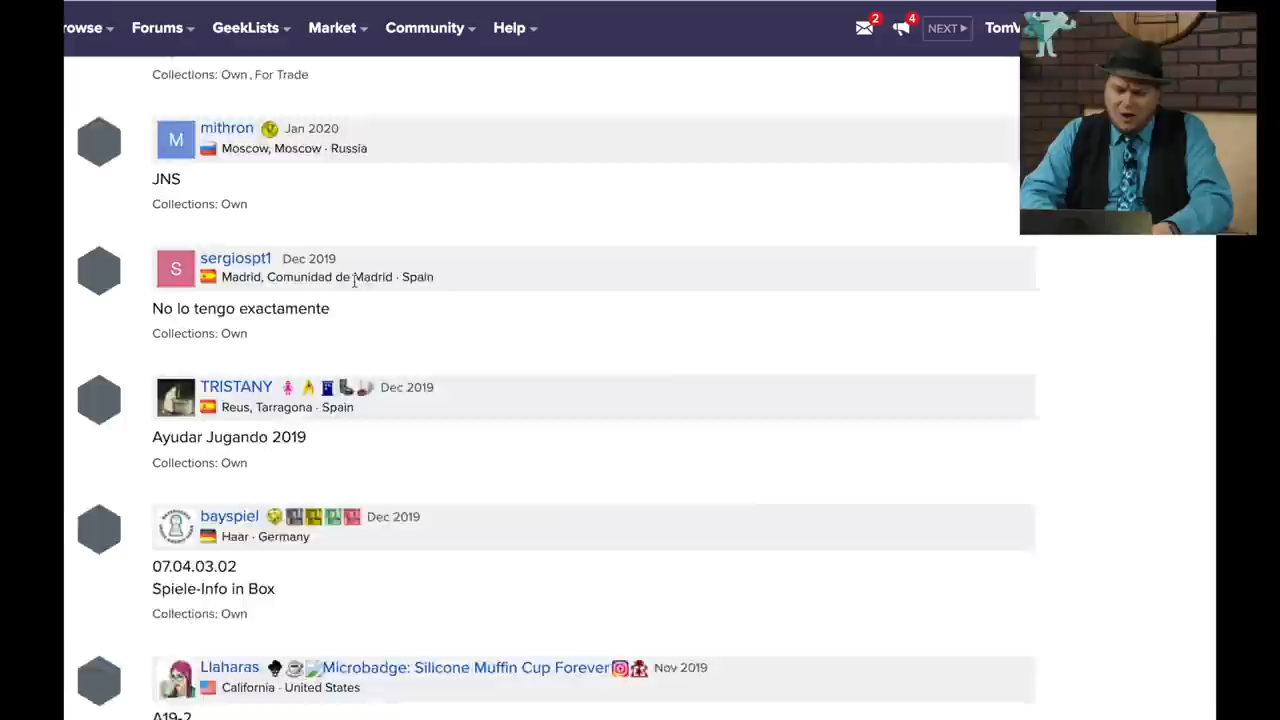 rowse Forums GeekLists Market Community Help 2 4 NEXT TomV
Collections: Own , For Trade
M mithron Jan 2020
Moscow, Moscow · Russia
JNS
Collections: Own
S sergiospt1 Dec 2019
Madrid, Comunidad de Madrid · Spain
No lo tengo exactamente
Collections: Own
TRISTANY Dec 2019
Reus, Tarragona · Spain
Ayudar Jugando 2019
Collections: Own
bayspiel Dec 2019
Haar · Germany
07.04.03.02
Spiele-Info in Box
Collections: Own
Llaharas Microbadge: Silicone Muffin Cup Forever Nov 2019
California · United States
A19-2